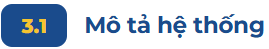 3.1 Mô tả hệ thống